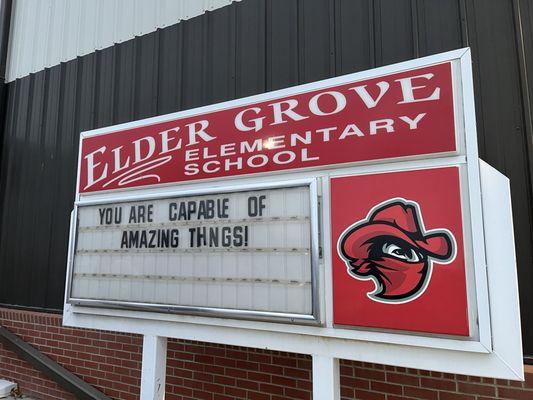 ELDER GROVE
ELEMENTARY
SCHOOL
YOU ARE CAPABLE OF
AMAZING THNGS!